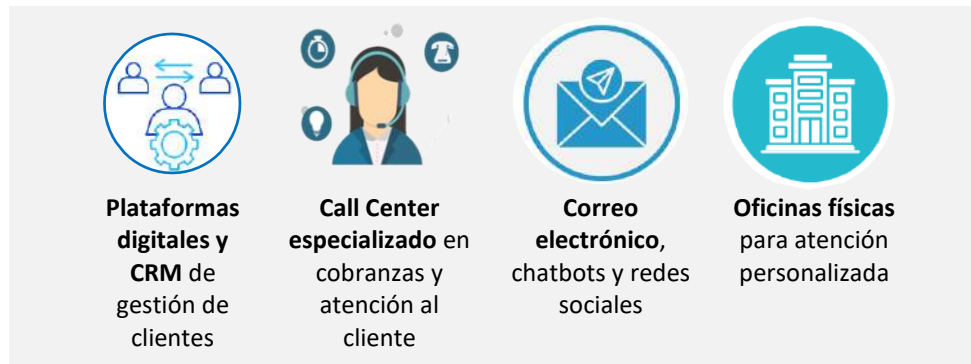 Plataformas
digitales y
CRM de
gestión de
clientes
Call Center
especializado en
cobranzas y
atención al
cliente
Correo
electrónico,
chatbots y redes
sociales
Oficinas físicas
para atención
personalizada